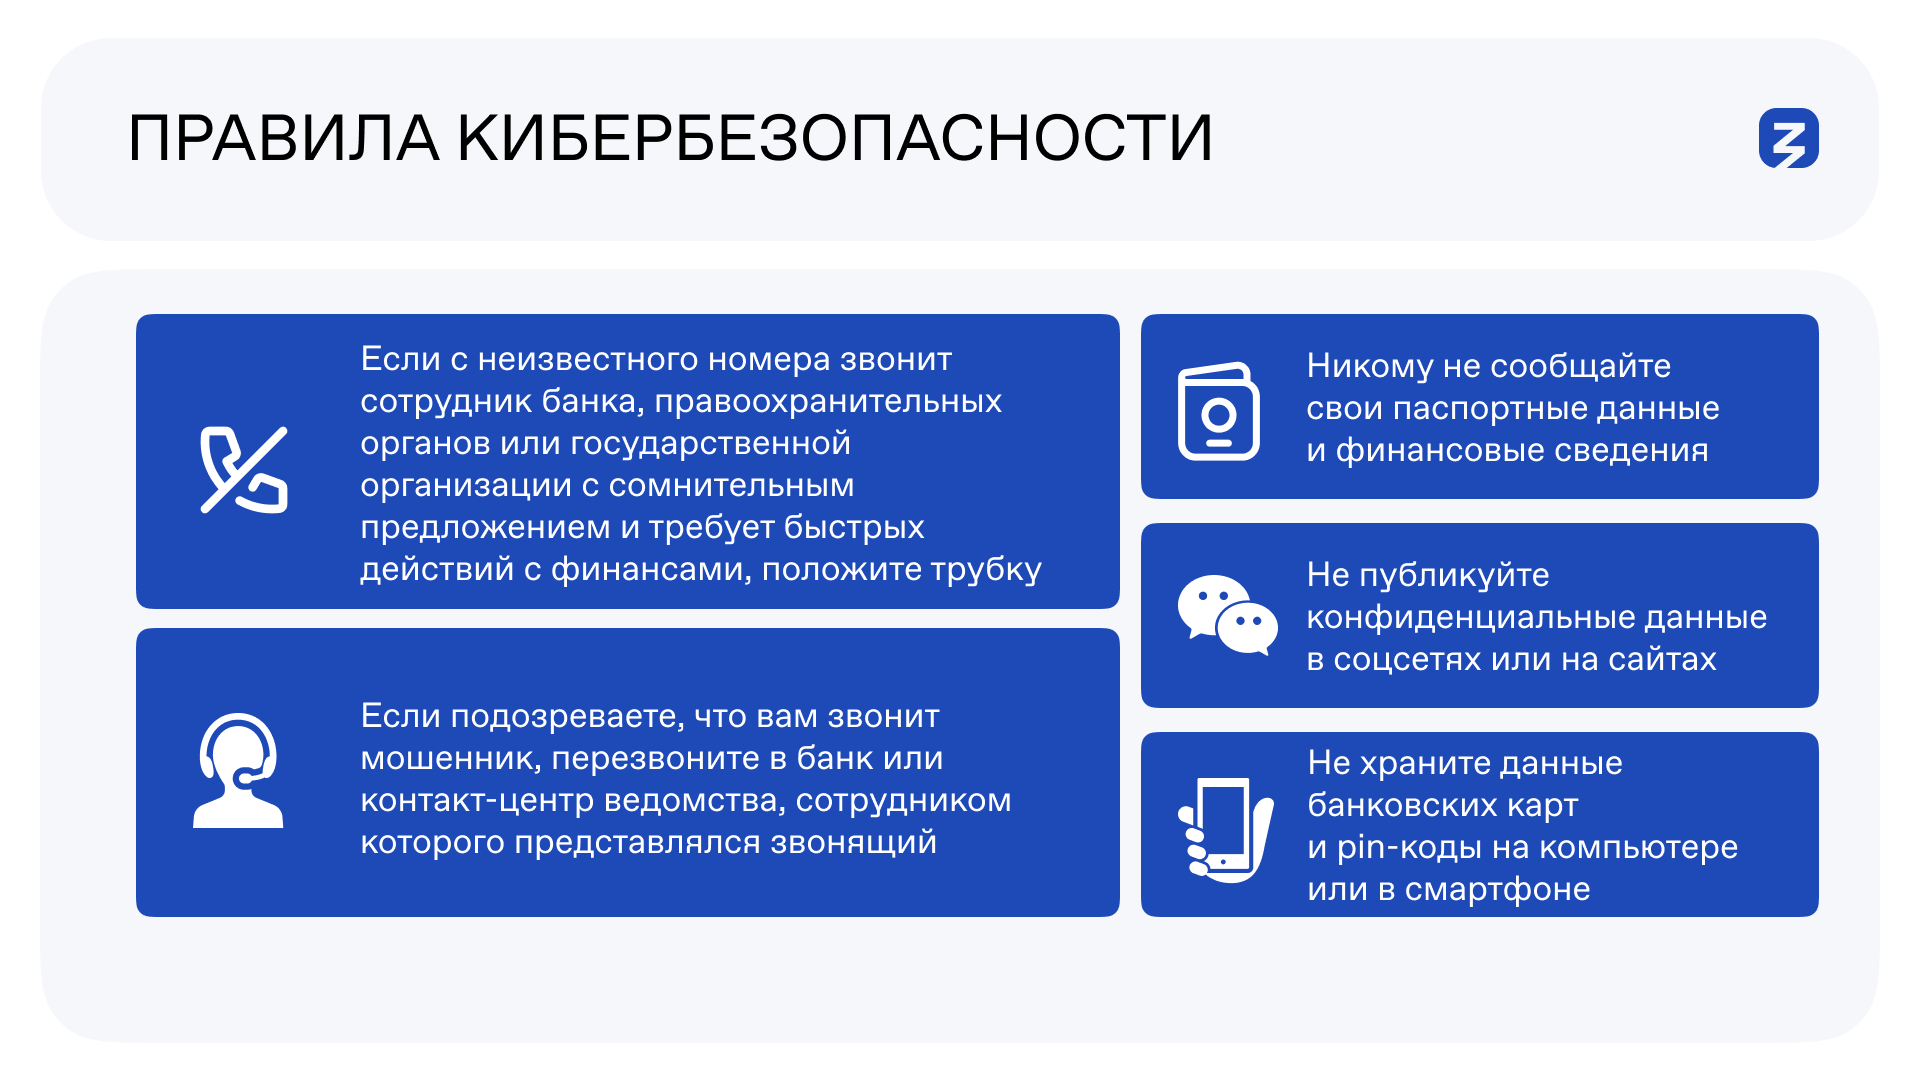 ПРАВИЛА КИБЕРБЕЗОПАСНОСТИ
Если с неизвестного номера звонит
сотрудник банка, правоохранительных
органов или государственной
организации с сомнительным
предложением и требует быстрых
действий с финансами, положите трубку
Если подозреваете, что вам звонит
мошенник, перезвоните в банк или
контакт-центр ведомства, сотрудником
которого представлялся звонящий
Никому не сообщайте
свои паспортные данные
и финансовые сведения
Не публикуйте
конфиденциальные данные
в соцсетях или на сайтах
Не храните данные
банковских карт
и pin-коды на компьютере
или в смартфоне